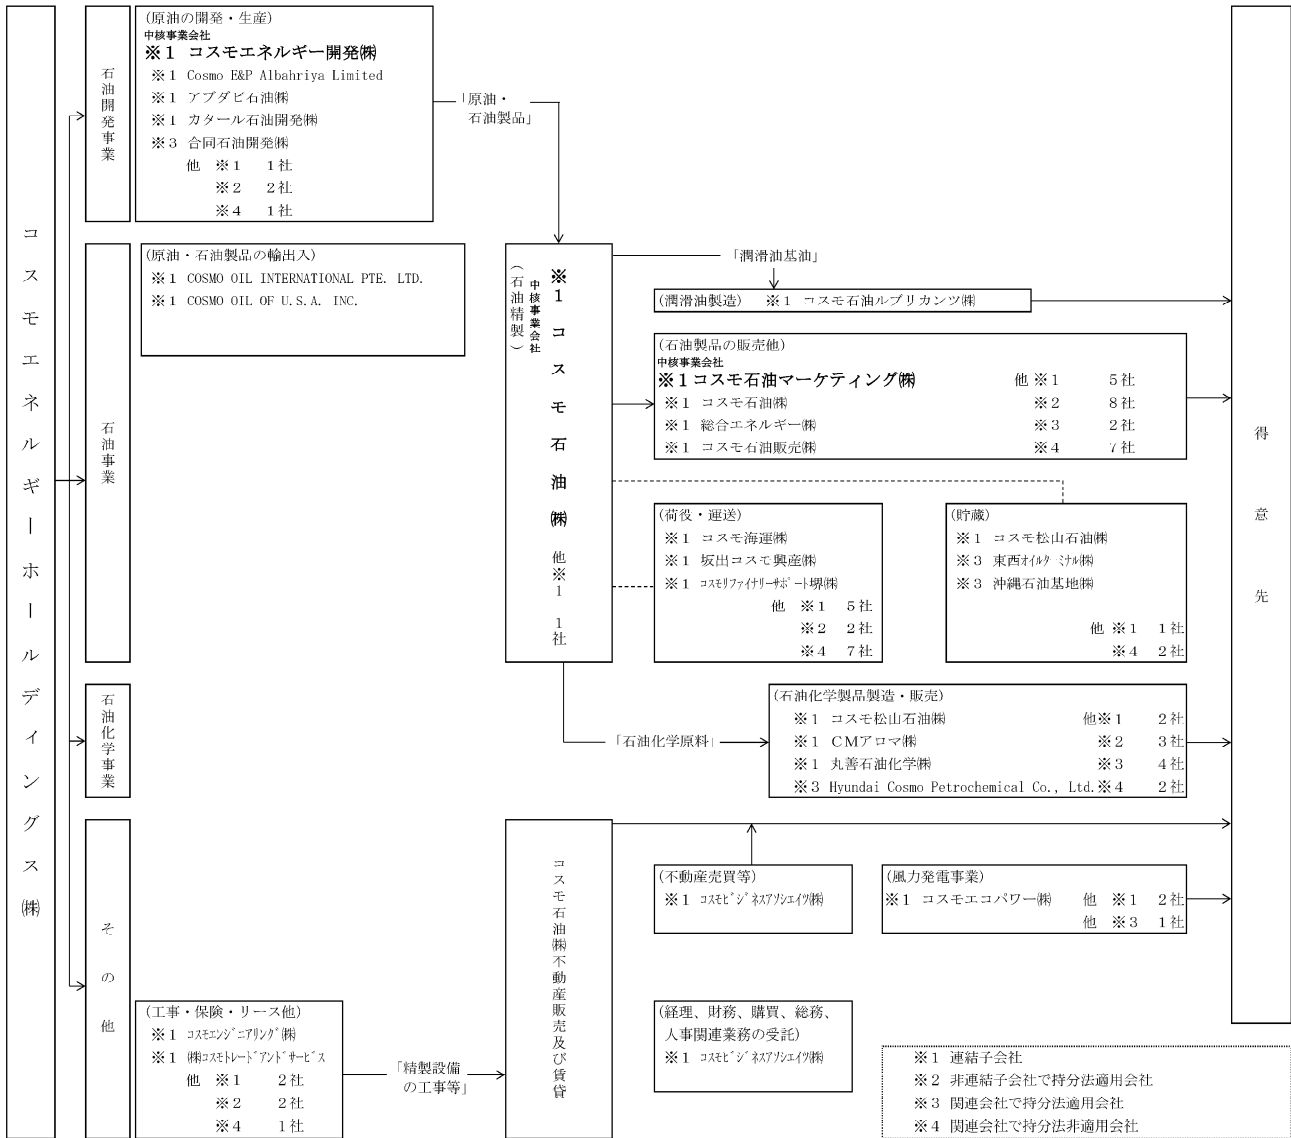 コスモエネルギーホールディングス㈱
石油開発事業
(原油の開発・生産)
中核事業会社
※1 コスモエネルギー開発㈱
※1 Cosmo E&P Albahriya Limited
※1 アブダビ石油㈱
※1 カタール石油開発㈱
※3 合同石油開発㈱
他 ※1 1社
※2 2社
※4 1社
「原油・
石油製品」
石油事業
(原油・石油製品の輸出入)
※1 COSMO OIL INTERNATIONAL PTE. LTD.
※1 COSMO OIL OF U.S.A. INC.
(石油精製)
中核事業会社
※1 コスモ石油㈱ 他※1 1社
「潤滑油基油」
(潤滑油製造) ※1 コスモ石油ルブリカンツ㈱
(石油製品の販売他)
中核事業会社
※1コスモ石油マーケティング㈱ 他 ※1 5社
※1 コスモ石油㈱ ※2 8社
※1 総合エネルギー㈱ ※3 2社
※1 コスモ石油販売㈱ ※4 7社
(荷役・運送)
※1 コスモ海運㈱
※1 坂出コスモ興産㈱
※1 ｺｽﾓﾘﾌｧｲﾅﾘｰｻﾎﾟｰﾄ堺㈱
他 ※1 5社
※2 2社
※4 7社
(貯蔵)
※1 コスモ松山石油㈱
※3 東西ｵｲﾙﾀｰﾐﾅﾙ㈱
※3 沖縄石油基地㈱
他 ※1 1社
※4 2社
石油化学事業
「石油化学原料」
(石油化学製品製造・販売)
※1 コスモ松山石油㈱ 他※1 2社
※1 CMアロマ㈱ ※2 3社
※1 丸善石油化学㈱ ※3 4社
※3 Hyundai Cosmo Petrochemical Co., Ltd.※4 2社
その他
(工事・保険・リース他)
※1 ｺｽﾓｴﾝｼﾞﾆｱﾘﾝｸﾞ㈱
※1 ㈱ｺｽﾓﾄﾚｰﾄﾞｱﾝﾄﾞｻｰﾋﾞｽ
他 ※1 2社
※2 2社
※4 1社
「精製設備
の工事等」
コスモ石油㈱不動産販売及び賃貸
(不動産売買等)
※1 ｺｽﾓﾋﾞｼﾞﾈｽｱｿｼｴｲﾂ㈱
(風力発電事業)
※1 コスモエコパワー㈱ 他 ※1 2社
他 ※3 1社
(経理、財務、購買、総務、
人事関連業務の受託)
※1 ｺｽﾓﾋﾞｼﾞﾈｽｱｿｼｴｲﾂ㈱
得意先
※1 連結子会社
※2 非連結子会社で持分法適用会社
※3 関連会社で持分法適用会社
※4 関連会社で持分法非適用会社